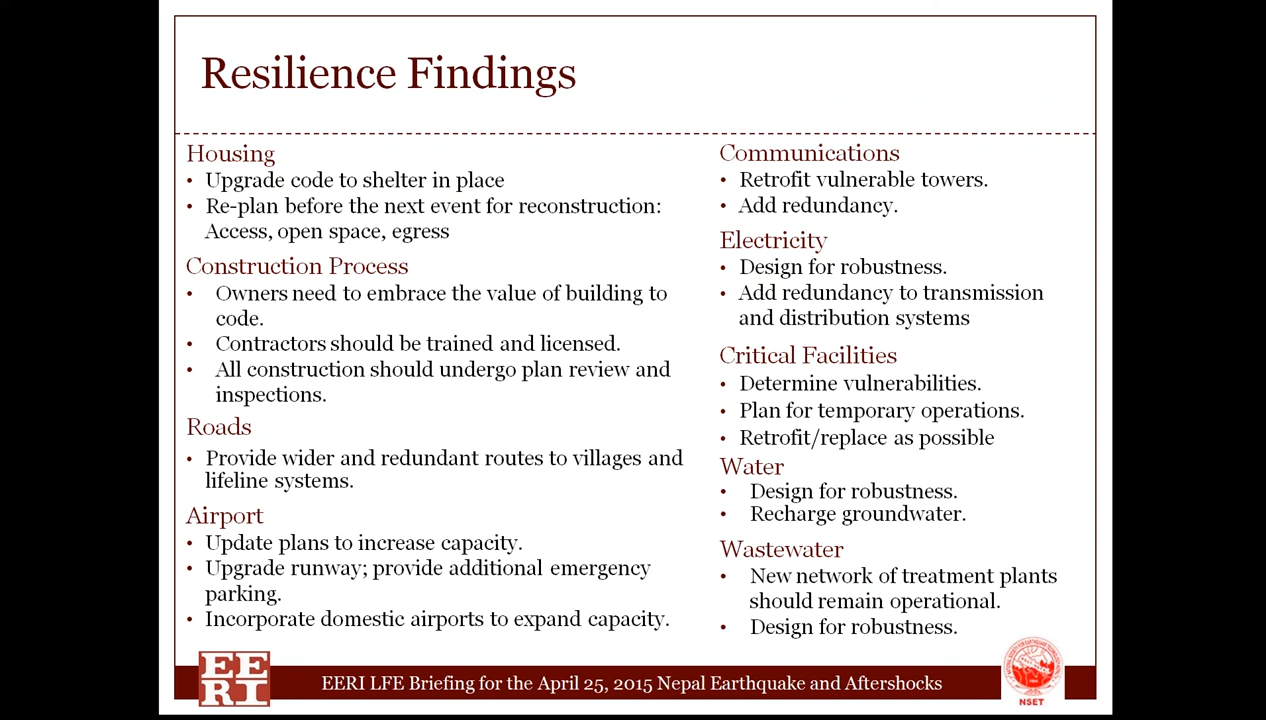 Resilience Findings
Housing
• Upgrade code to shelter in place
• Re-plan before the next event for reconstruction:
Access, open space, egress
Construction Process
• Owners need to embrace the value of building to
code.
• Contractors should be trained and licensed.
• All construction should undergo plan review and
inspections.
Roads
• Provide wider and redundant routes to villages and
lifeline systems.
Airport
• Update plans to increase capacity.
• Upgrade runway; provide additional emergency
parking.
• Incorporate domestic airports to expand capacity.
Communications
• Retrofit vulnerable towers.
• Add redundancy.
Electricity
• Design for robustness.
• Add redundancy to transmission
and distribution systems
Critical Facilities
• Determine vulnerabilities.
• Plan for temporary operations.
• Retrofit/replace as possible
Water
• Design for robustness.
• Recharge groundwater.
Wastewater
• New network of treatment plants
should remain operational.
• Design for robustness.
EE
RI
EERI LFE Briefing for the April 25, 2015 Nepal Earthquake and Aftershocks
NSET